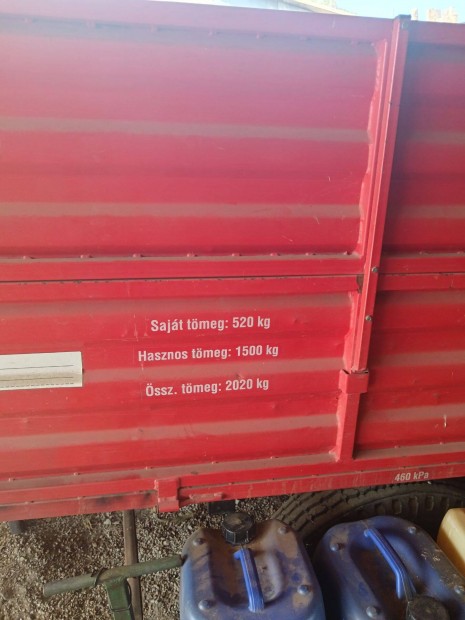 Saját tömeg: 520 kg
Hasznos tömeg: 1500 kg
Össz. tömeg: 2020 kg
460 kPa